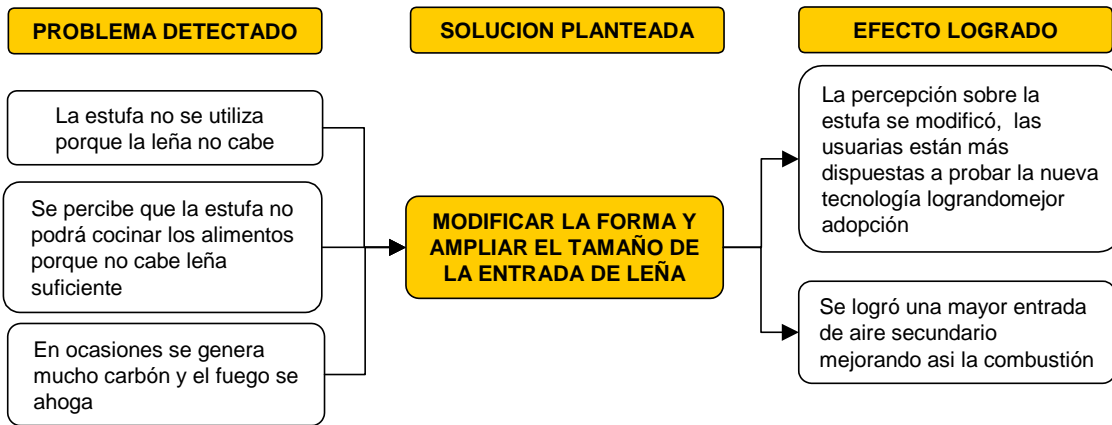 PROBLEMA DETECTADO
SOLUCION PLANTEADA
EFECTO LOGRADO
La estufa no se utiliza
porque la leña no cabe
Se percibe que la estufa no
podrá cocinar los alimentos
porque no cabe leña
suficiente
En ocasiones se genera
mucho carbón y el fuego se
ahoga
MODIFICAR LA FORMA Y
AMPLIAR EL TAMAÑO DE
LA ENTRADA DE LEÑA
La percepción sobre la
estufa se modificó, las
usuarias están más
dispuestas a probar la nueva
tecnología lograndomejor
adopción
Se logró una mayor entrada
de aire secundario
mejorando asi la combustión